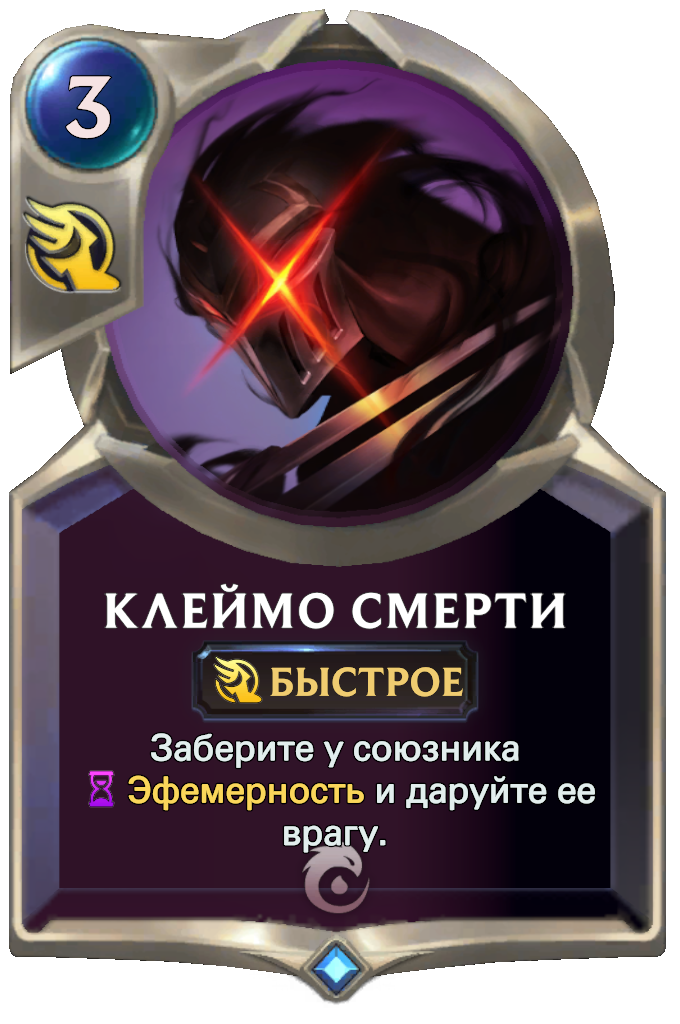 3
КЛЕЙМО СМЕРТИ
БЫСТРОЕ
Заберите у союзника
Эфемерность и даруйте ее
врагу.